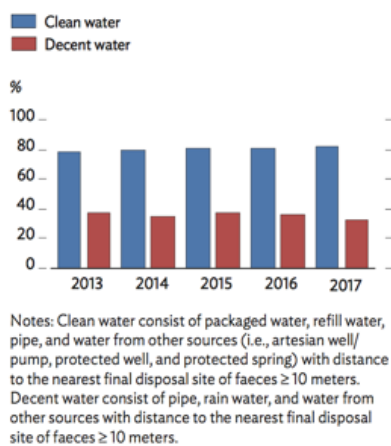 Clean water
Decent water
%
100
80
60
40
20
0
2013 2014 2015 2016 2017
Notes: Clean water consist of packaged water, refill water,
pipe, and water from other sources (i.e., artesian well/
pump, protected well, and protected spring) with distance
to the nearest final disposal site of faeces ≥ 10 meters.
Decent water consist of pipe, rain water, and water from
other sources with distance to the nearest final disposal
site of faeces ≥ 10 meters.